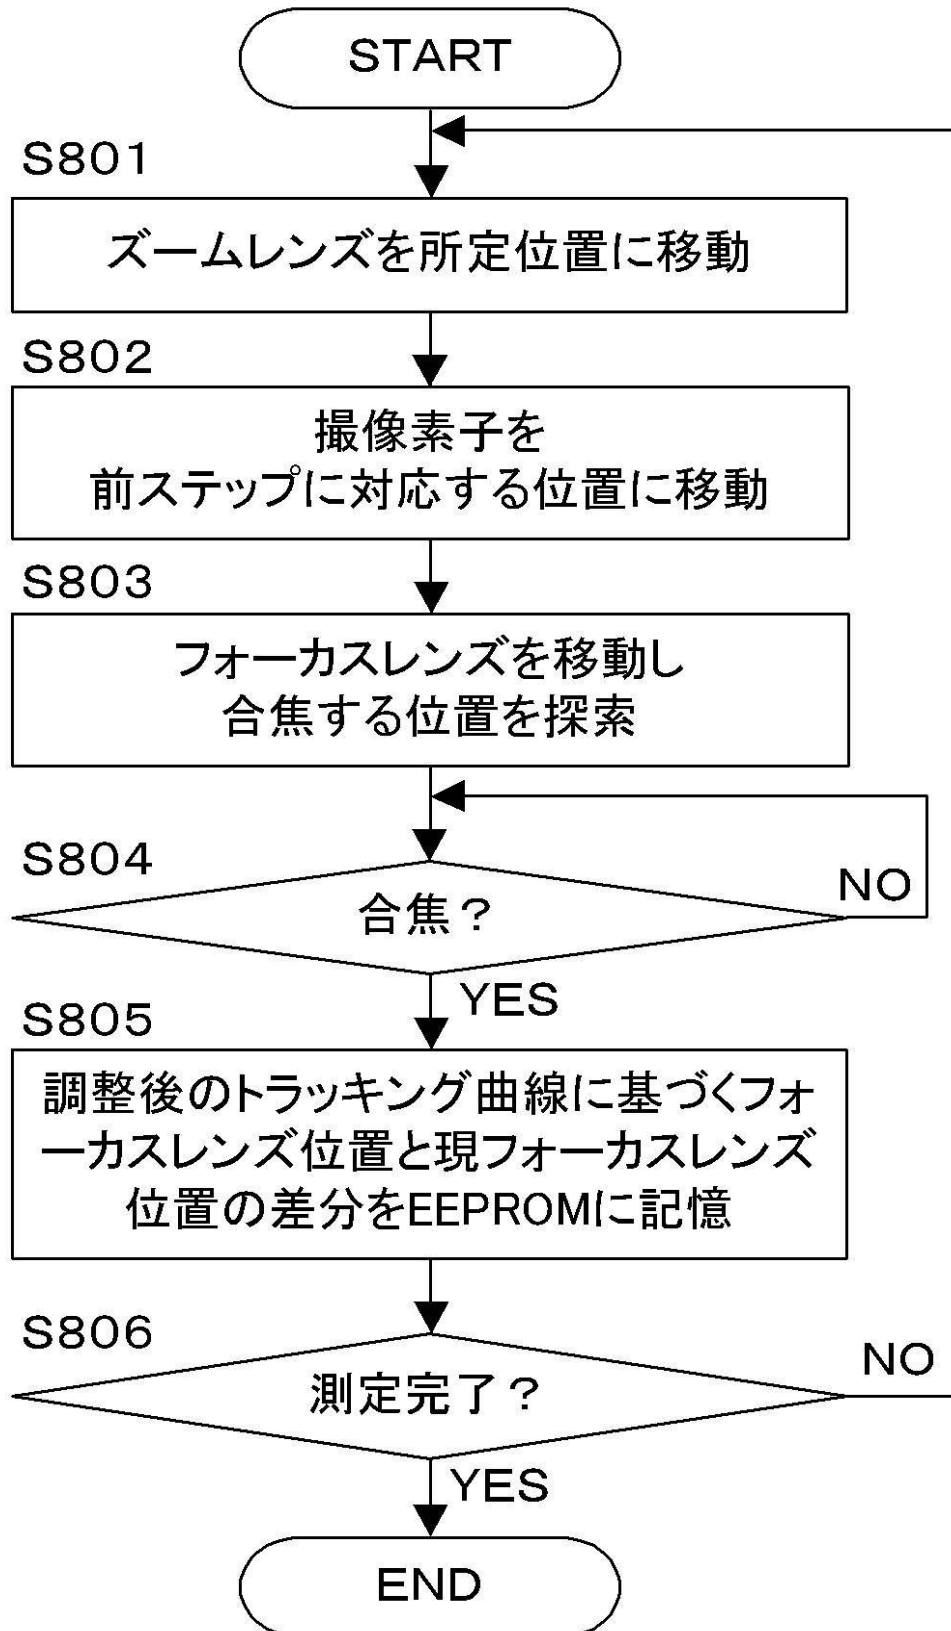 START
S801
ズームレンズを所定位置に移動
S802
撮像素子を
前ステップに対応する位置に移動
S803
フォーカスレンズを移動し
合焦する位置を探索
S804
合焦？
NO
YES
S805
調整後のトラッキング曲線に基づくフォ
ーカスレンズ位置と現フォーカスレンズ
位置の差分をEEPROMに記憶
S806
測定完了？
NO
YES
END